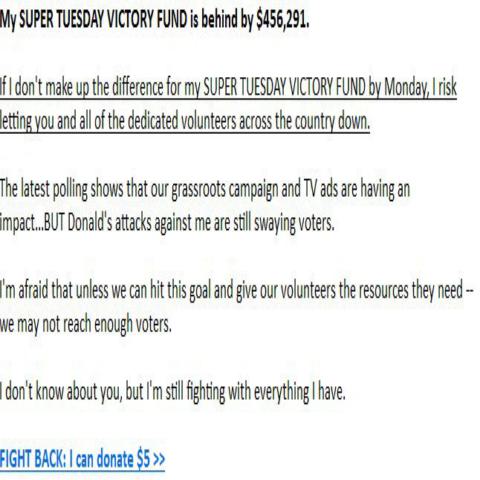 My SUPER TUESDAY VICTORY FUND is behind by $456,291.
If I don't make up the difference for my SUPER TUESDAY VICTORY FUND by Monday, I risk
letting you and all of the dedicated volunteers across the country down.
The latest polling shows that our grassroots campaign and TV ads are having an
impact...BUT Donald's attacks against me are still swaying voters.
I'm afraid that unless we can hit this goal and give our volunteers the resources they need --
we may not reach enough voters.
I don't know about you, but I'm still fighting with everything I have.
FIGHT BACK: I can donate $5 >>